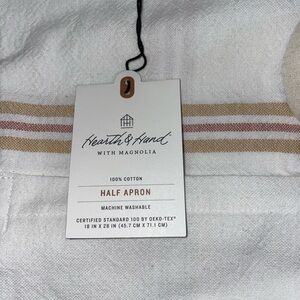 Hearth & Hand
WITH MAGNOLIA
100% COTTON
HALF APRON
MACHINE WASHABLE
CERTIFIED STANDARD 100 BY OEKO-TEX®
18 IN X 28 IN (45.7 CM X 71.1 CM)